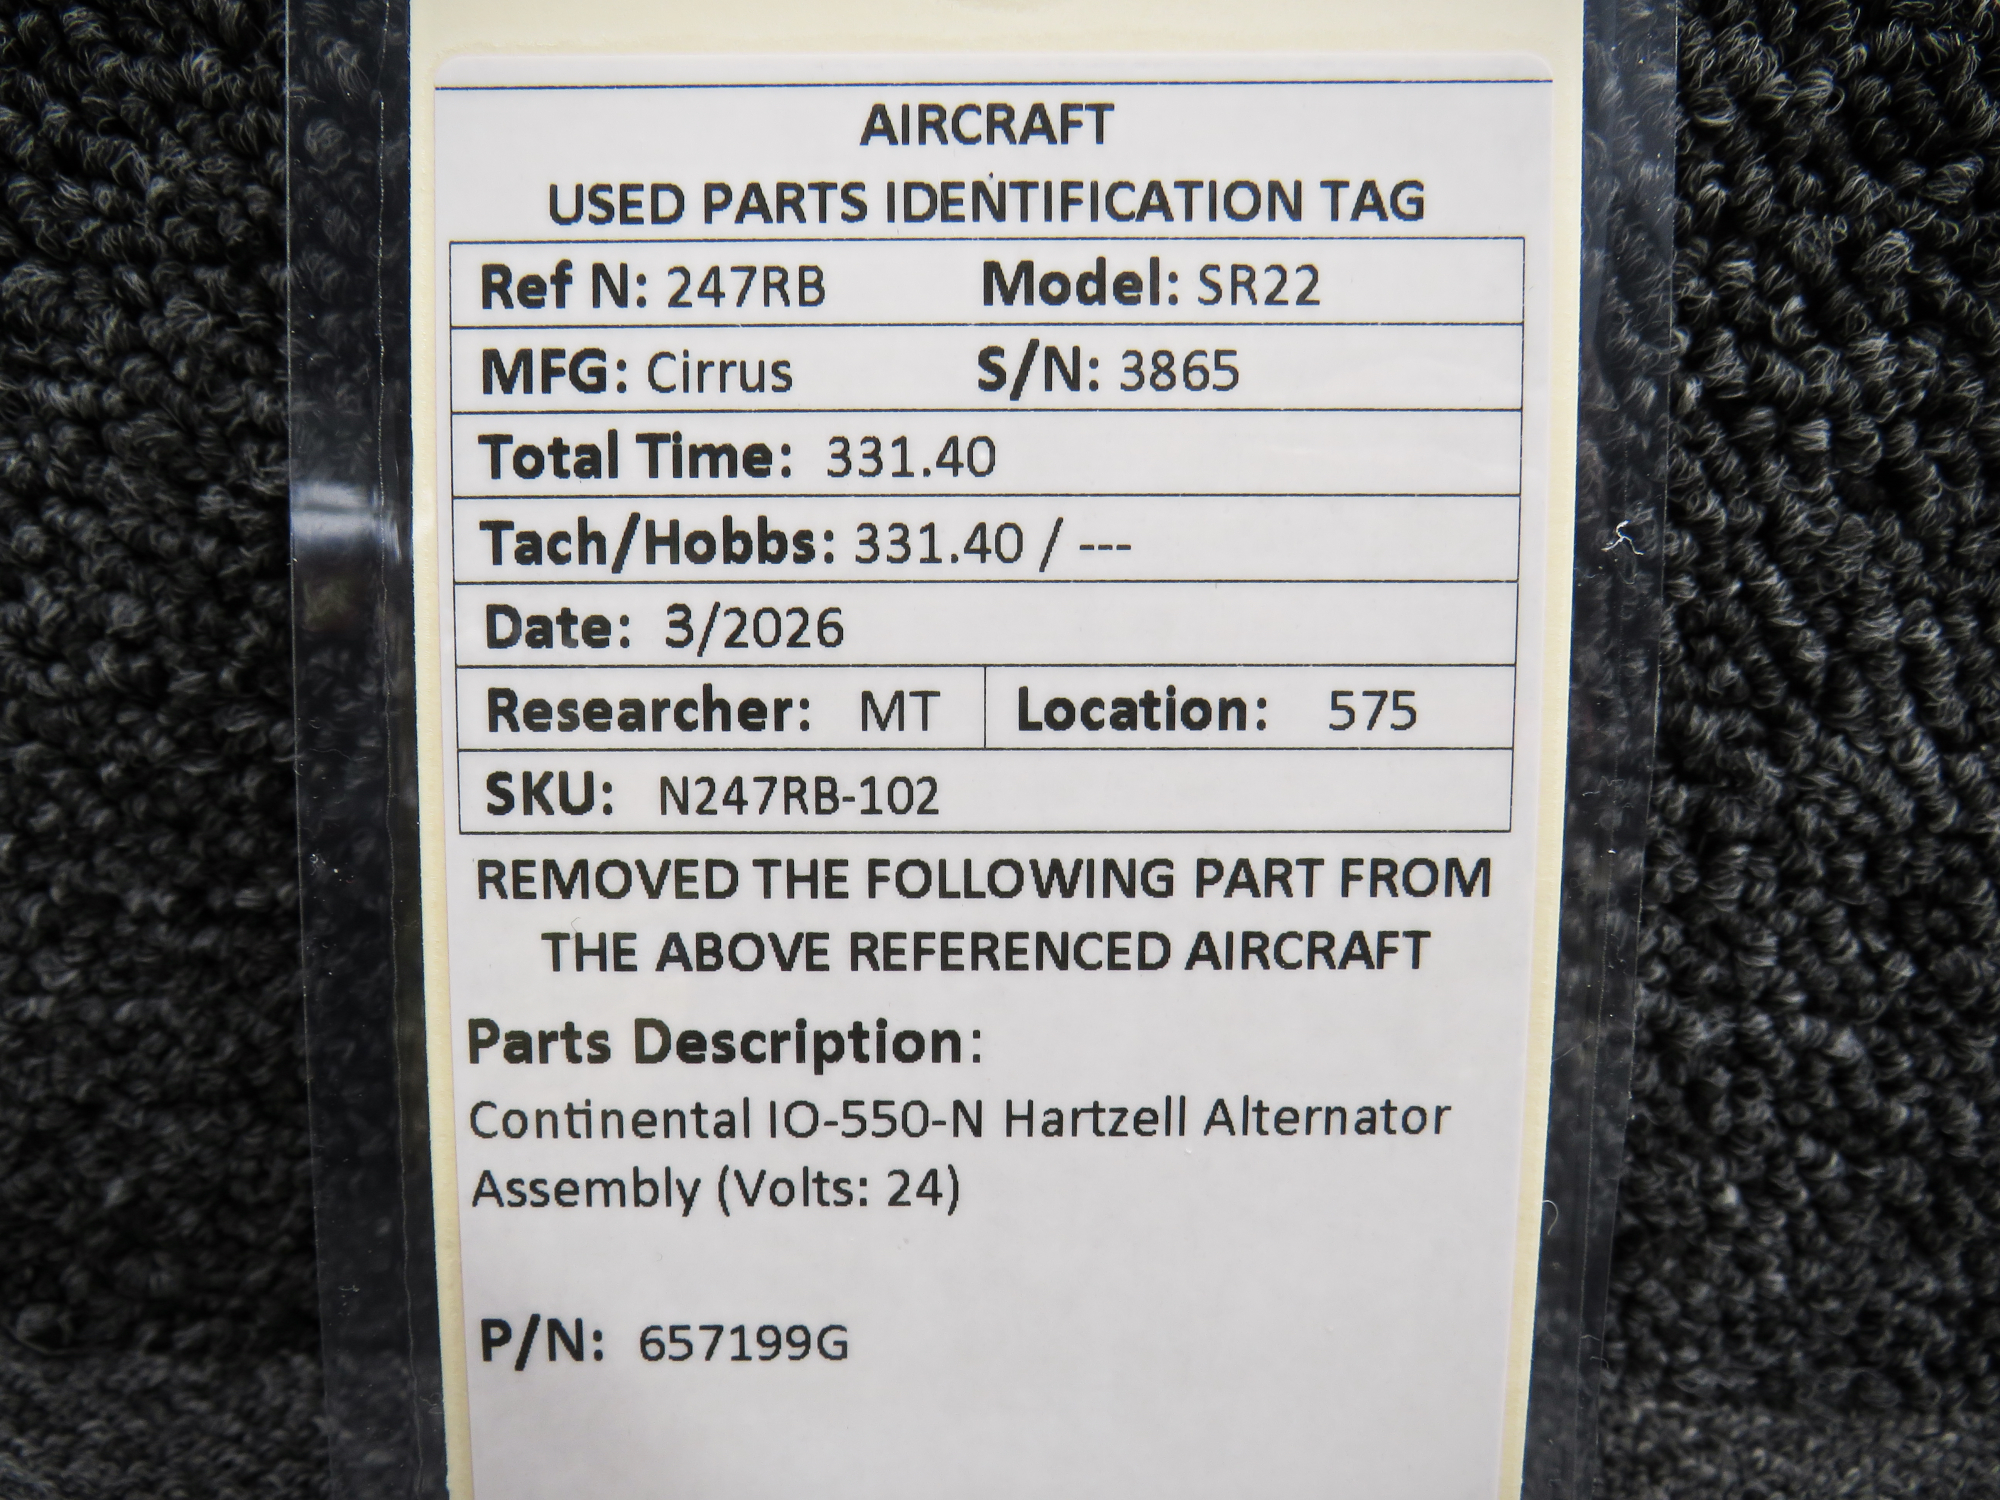 AIRCRAFT
USED PARTS IDENTIFICATION TAG
Ref N: 247RB Model: SR22
MFG: Cirrus S/N: 3865
Total Time: 331.40
Tach/Hobbs: 331.40 / ---
Date: 3/2026
Researcher: MT Location: 575
SKU: N247RB-102
REMOVED THE FOLLOWING PART FROM
THE ABOVE REFERENCED AIRCRAFT
Parts Description:
Continental IO-550-N Hartzell Alternator
Assembly (Volts: 24)
P/N: 657199G